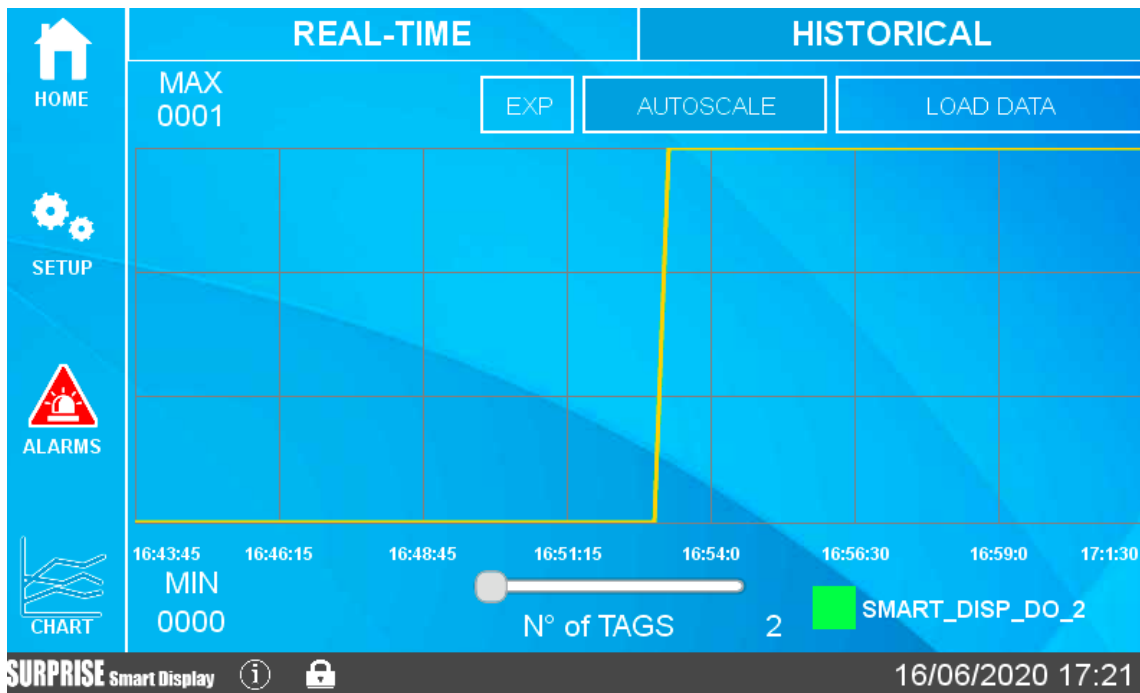 REAL-TIME HISTORICAL
HOME
MAX
0001
EXP AUTOSCALE LOAD DATA
SETUP
ALARMS
16:43:45 16:46:15 16:48:45 16:51:15 16:54:0 16:56:30 16:59:0 17:1:30
MIN
0000
N° of TAGS 2 SMART_DISP_DO_2
CHART
SURPRISE Smart Display i 16/06/2020 17:21